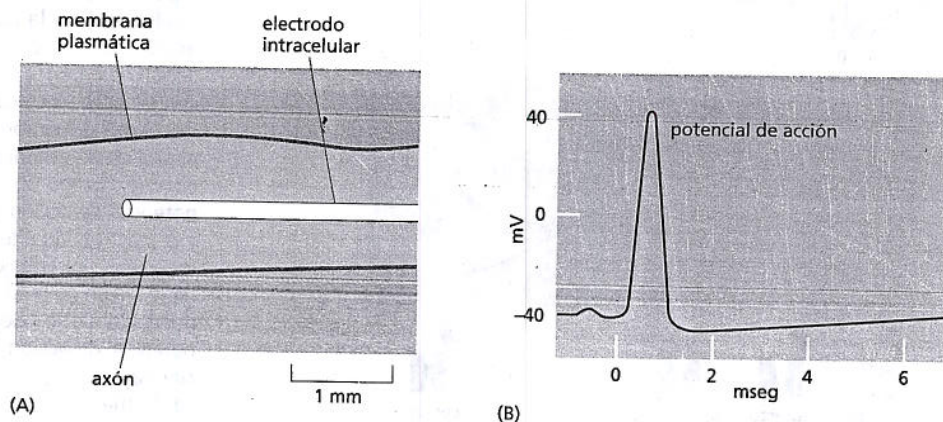 membrana
plasmática
electrodo
intracelular
axón
1 mm
(A)
40
potencial de acción
0
mV
−40
0 2 4 6
mseg
(B)